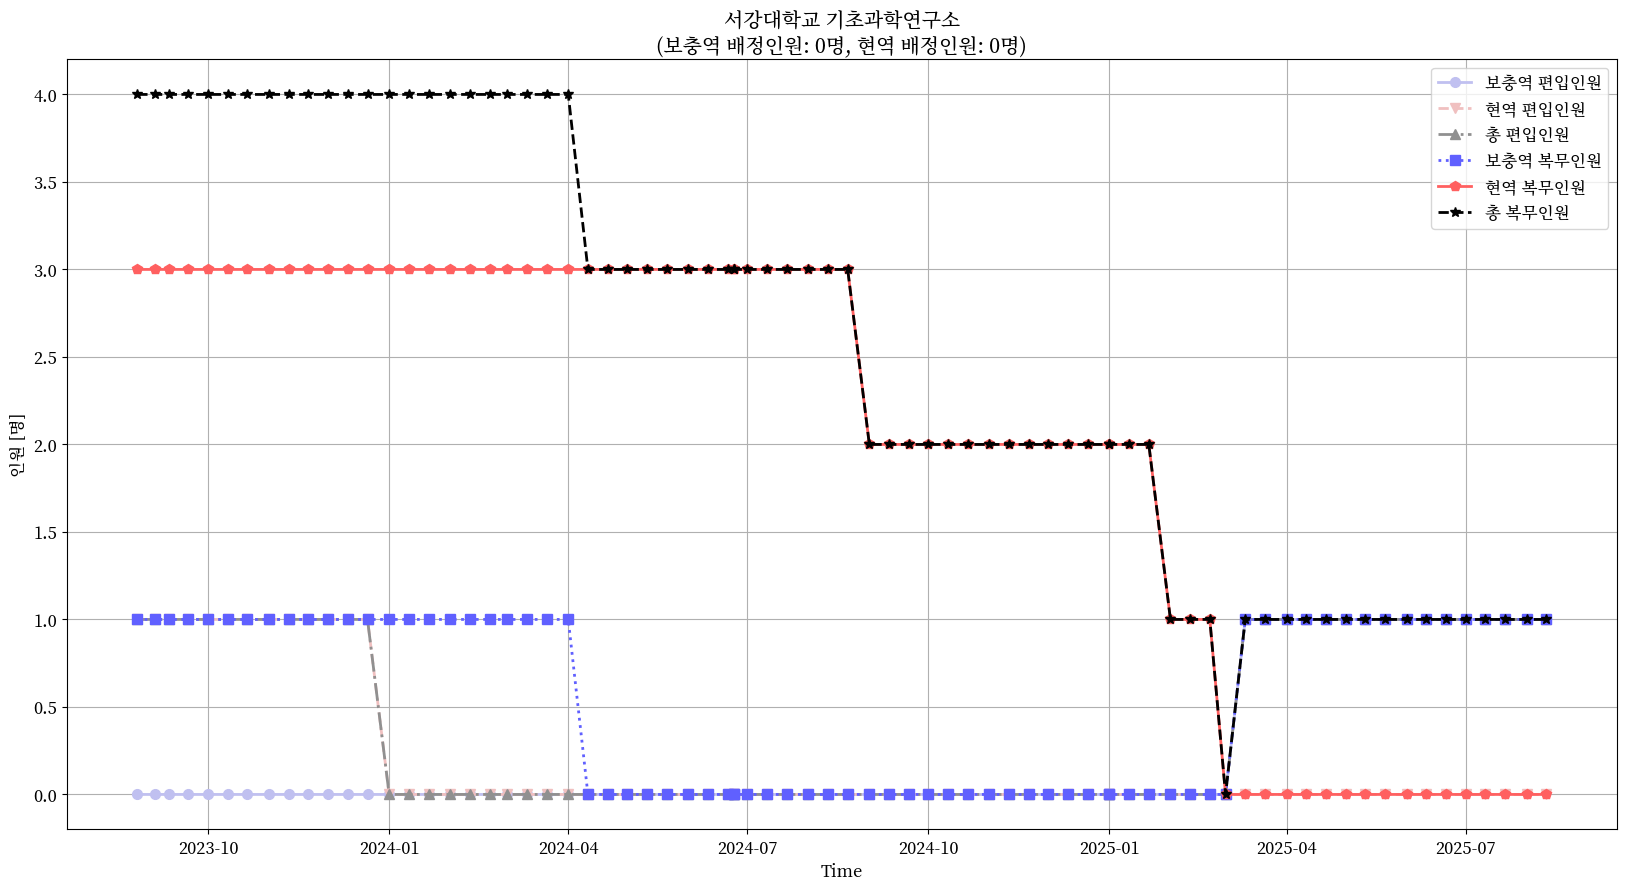 서강대학교 기초과학연구소
(보충역 배정인원: 0명, 현역 배정인원: 0명)
보충역 편입인원
현역 편입인원
총 편입인원
보충역 복무인원
현역 복무인원
총 복무인원
인원 [명]
4.0
3.5
3.0
2.5
2.0
1.5
1.0
0.5
0.0
2023-10
2024-01
2024-04
2024-07
2024-10
2025-01
2025-04
2025-07
Time